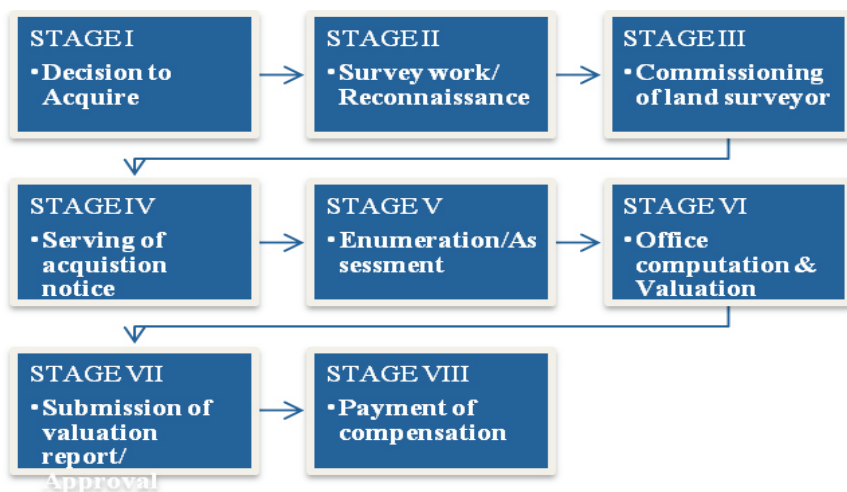 STAGE I
▪Decision to
Acquire
STAGE II
▪Survey work/
Reconnaissance
STAGE III
▪Commissioning
of land surveyor
STAGE IV
▪Serving of
acquistion
notice
STAGE V
▪Enumeration/As
sessment
STAGE VI
▪Office
computation &
Valuation
STAGE VII
▪Submission of
valuation
report/
Approval
STAGE VIII
▪Payment of
compensation